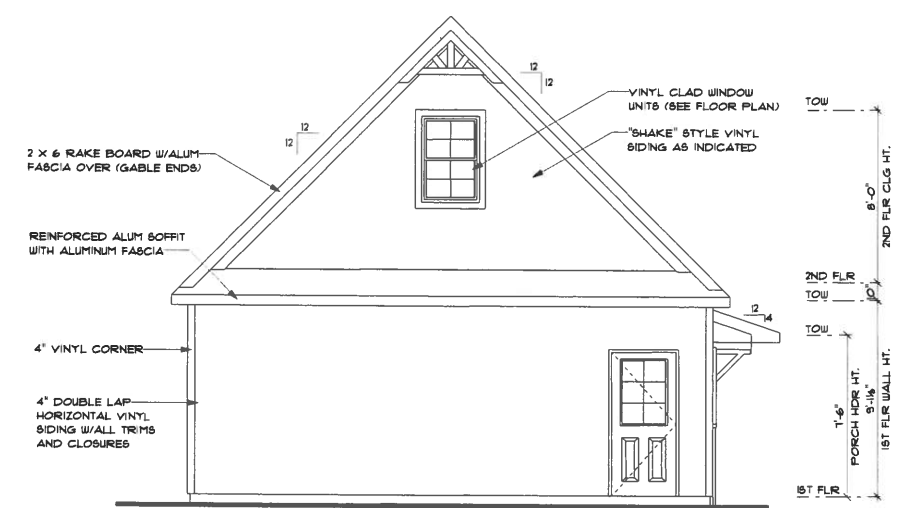 12
12
VINYL CLAD WINDOW
UNITS (SEE FLOOR PLAN)
TOW
12
12
"SHAKE" STYLE VINYL
SIDING AS INDICATED
2 X 6 RAKE BOARD W/ALUM
FASCIA OVER (GABLE ENDS)
8'-0"
2ND FLR CLG HT.
REINFORCED ALUM SOFFIT
WITH ALUMINUM FASCIA
2ND FLR
TOW
10"
12
4
TOW
4" VINYL CORNER
4" DOUBLE LAP
HORIZONTAL VINYL
SIDING W/ALL TRIMS
AND CLOSURES
7'-6"
PORCH HDR HT.
9'-1⅛"
1ST FLR WALL HT.
1ST FLR